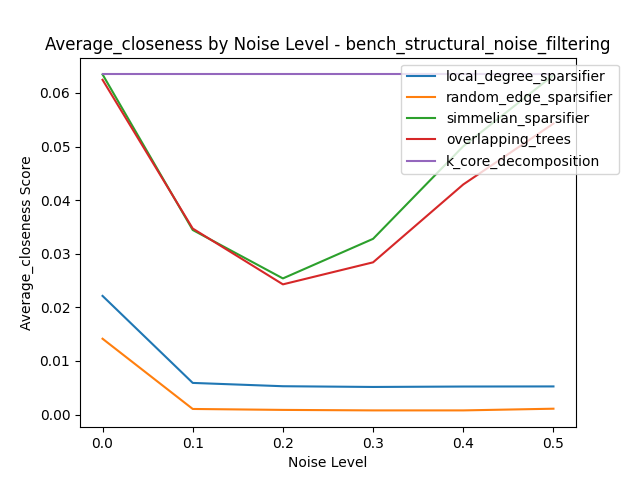 Average_closeness by Noise Level - bench_structural_noise_filtering
local_degree_sparsifier
random_edge_sparsifier
simmelian_sparsifier
overlapping_trees
k_core_decomposition
Average_closeness Score
0.06
0.05
0.04
0.03
0.02
0.01
0.00
0.0 0.1 0.2 0.3 0.4 0.5
Noise Level